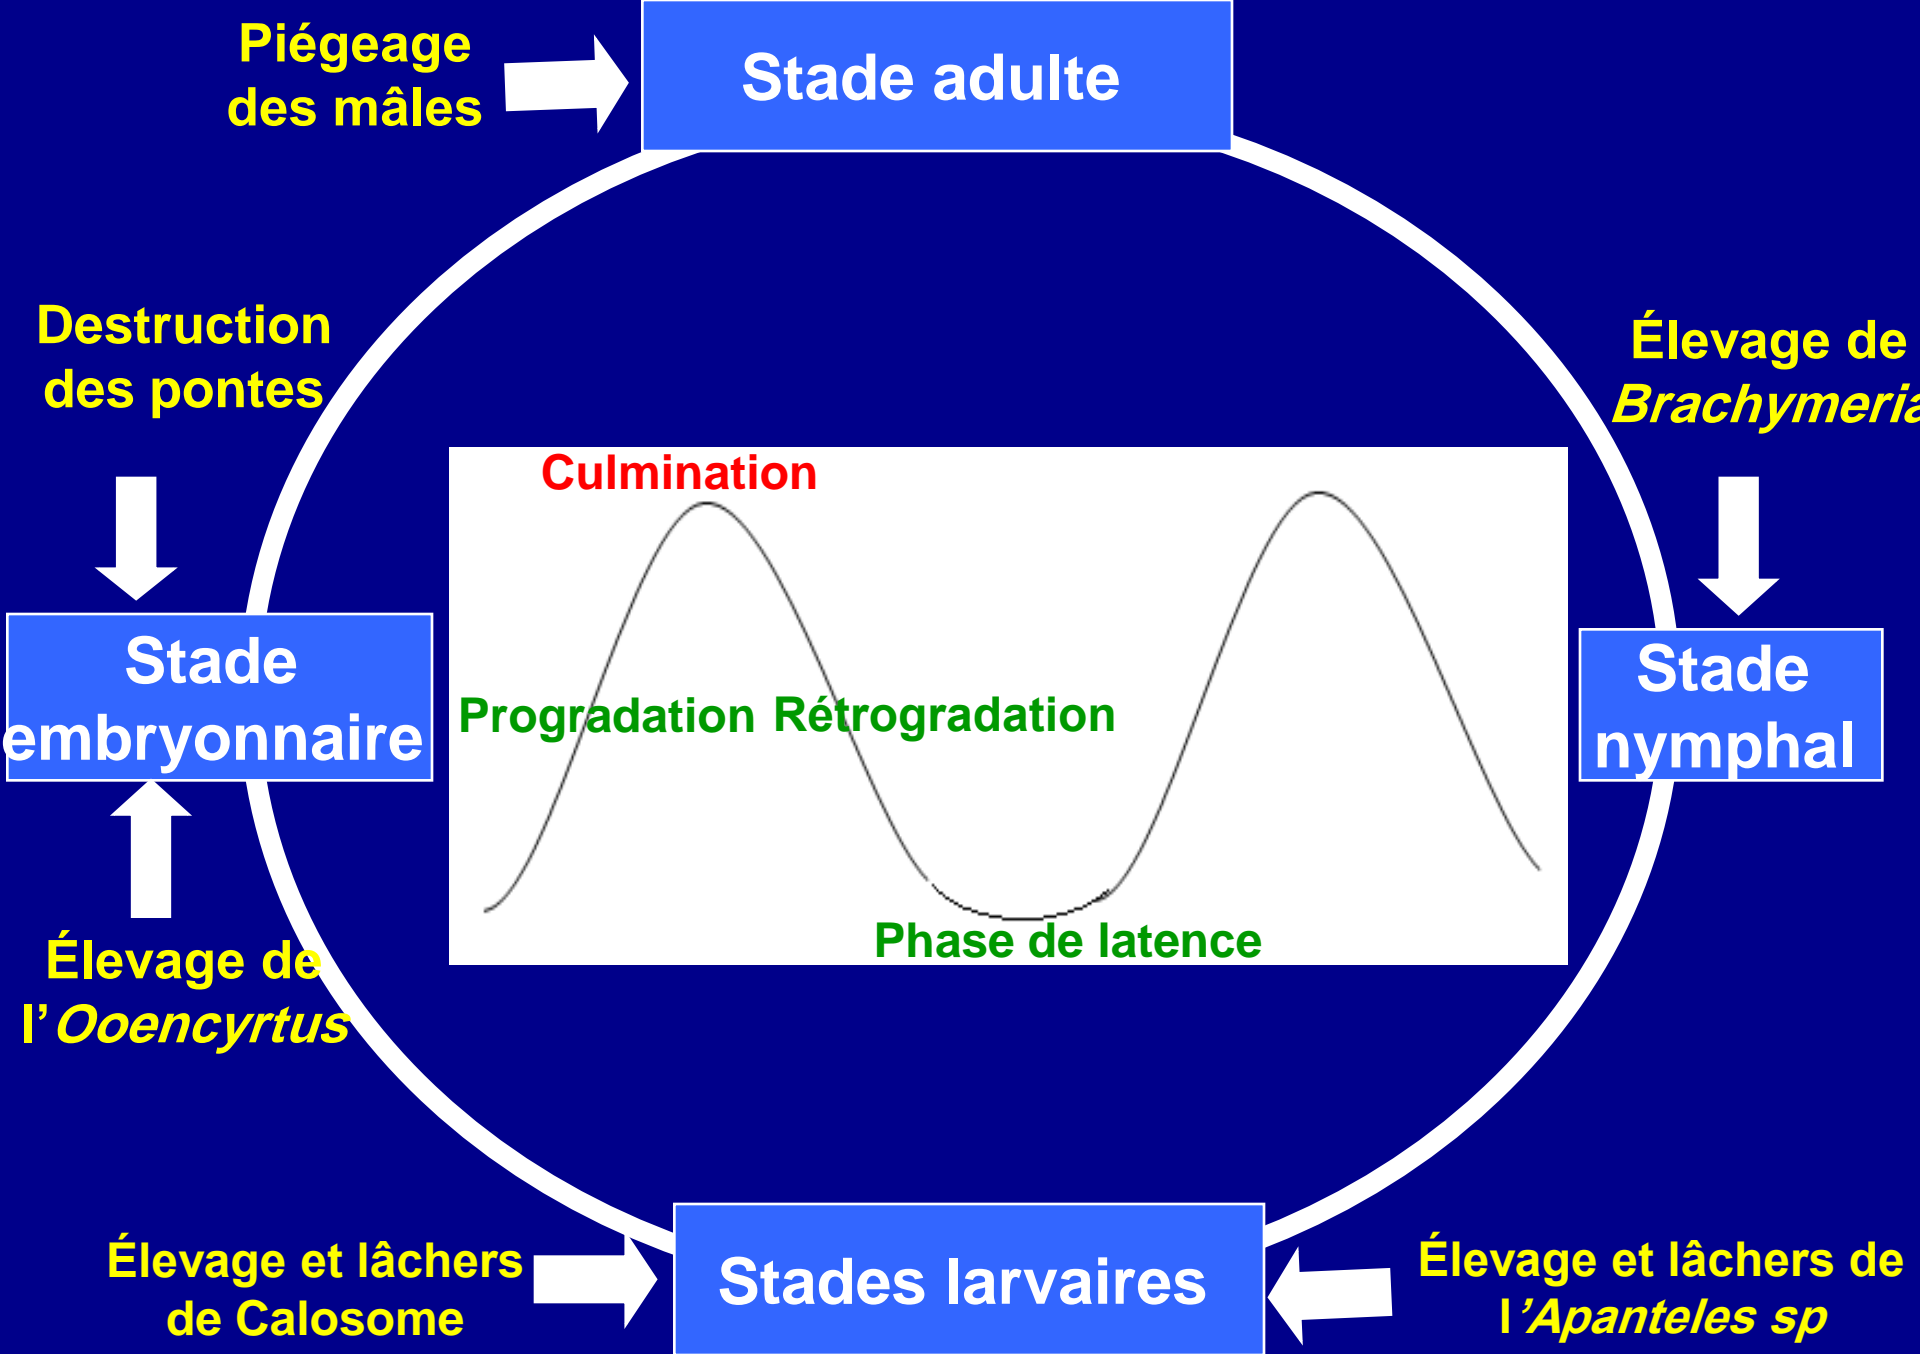 Piégeage
des mâles
Stade adulte
Destruction
des pontes
Élevage de
Brachymeria
Culmination
Stade
embryonnaire
Progradation Rétrogradation
Stade
nymphal
Phase de latence
Élevage de
l’Ooencyrtus
Élevage et lâchers
de Calosome
Stades larvaires
Élevage et lâchers de
l’Apanteles sp